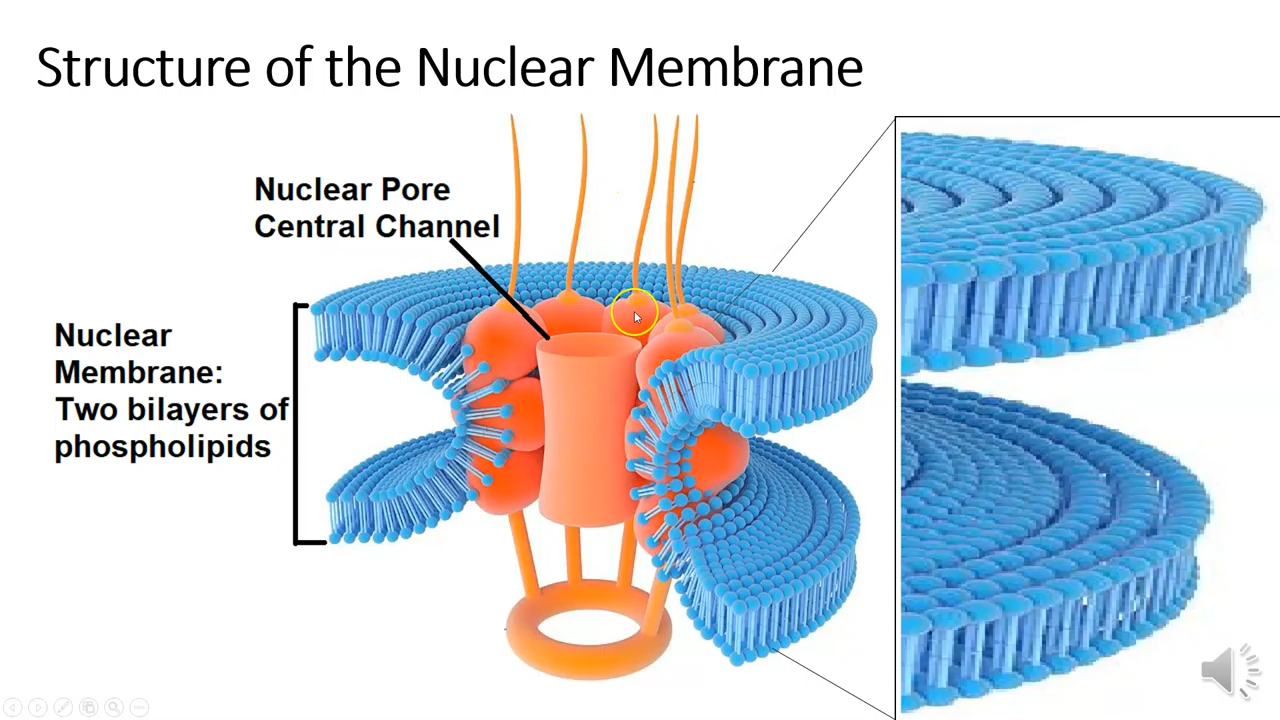 Structure of the Nuclear Membrane
Nuclear Pore
Central Channel
Nuclear
Membrane:
Two bilayers of
phospholipids